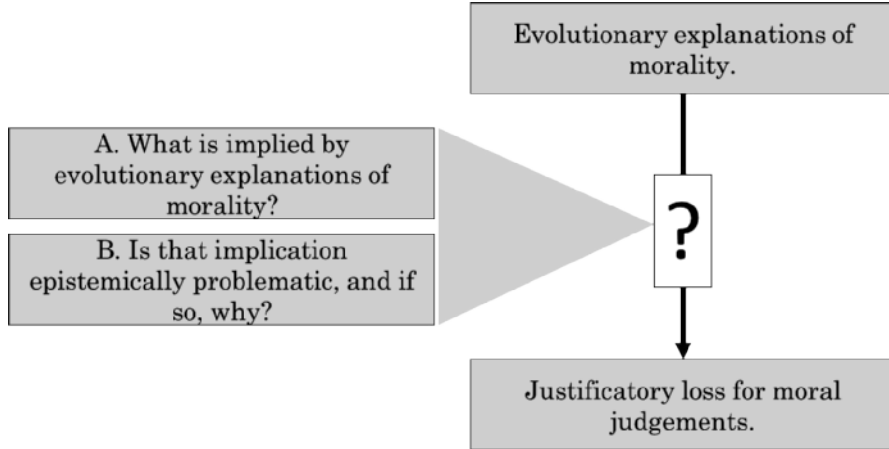 Evolutionary explanations of
morality.
A. What is implied by
evolutionary explanations of
morality?
B. Is that implication
epistemically problematic, and if
so, why?
?
Justificatory loss for moral
judgements.